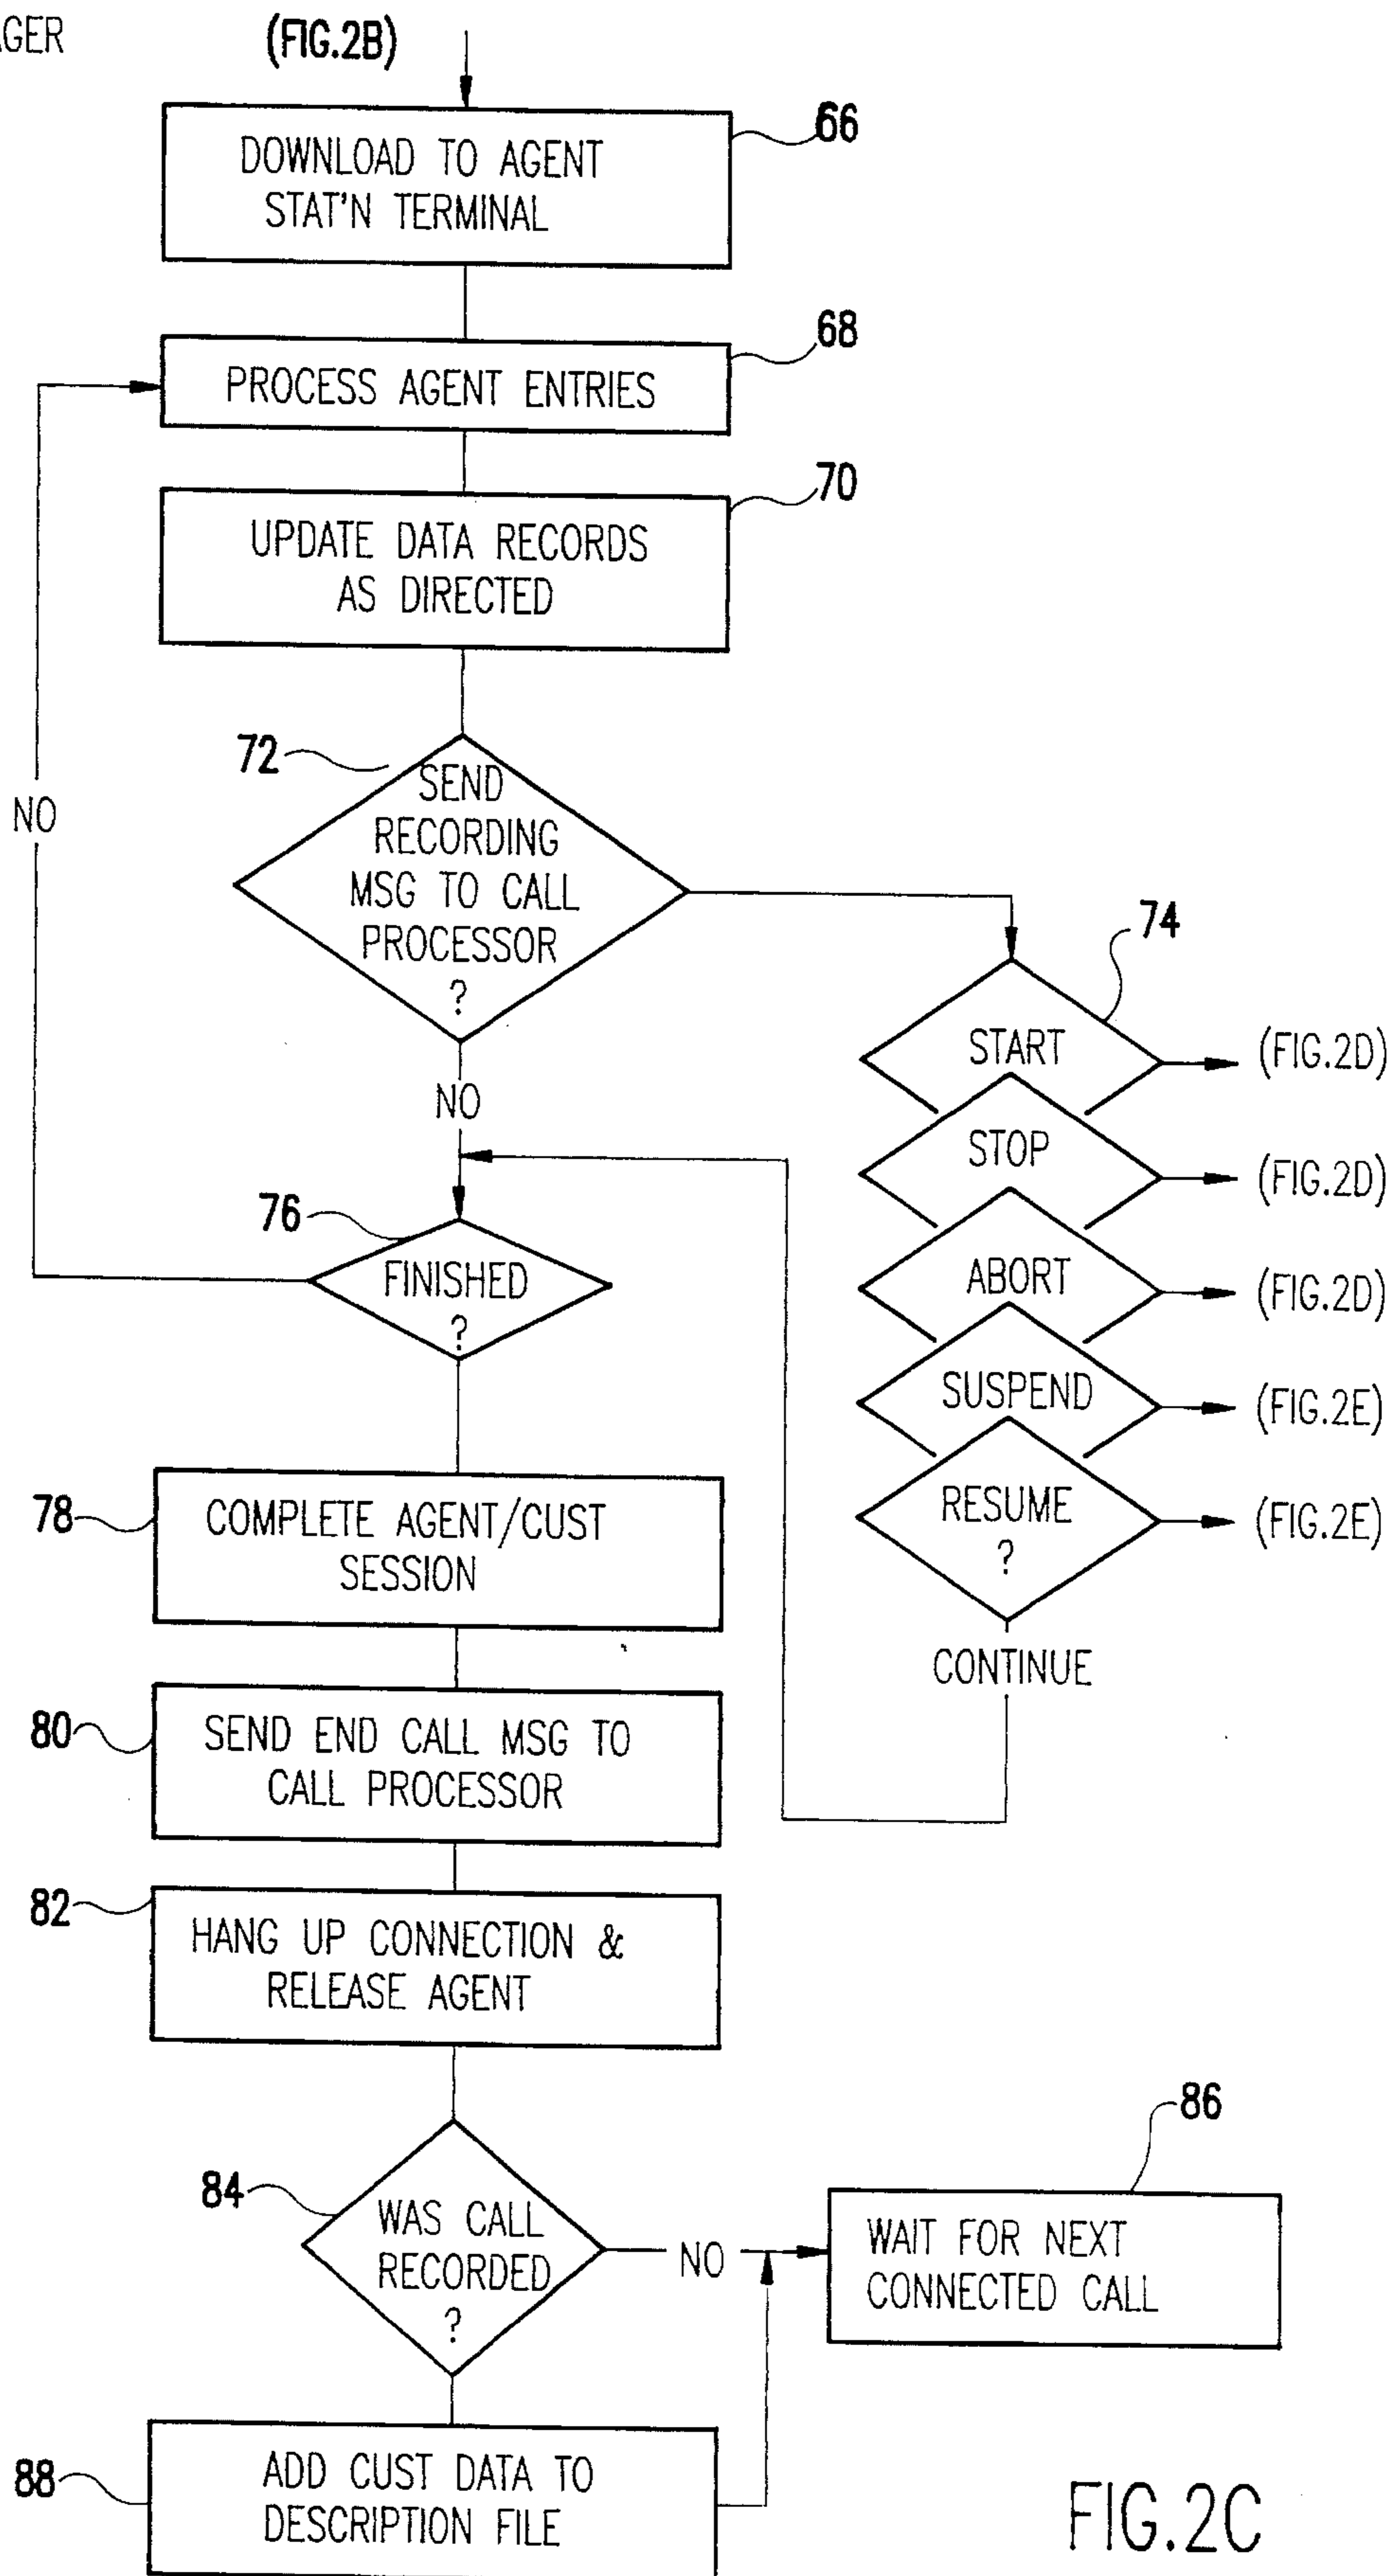 AGER
(FIG.2B)
66
DOWNLOAD TO AGENT
STAT'N TERMINAL
68
PROCESS AGENT ENTRIES
70
UPDATE DATA RECORDS
AS DIRECTED
72
SEND
RECORDING
MSG TO CALL
PROCESSOR
?
NO
NO
74
START
(FIG.2D)
STOP
(FIG.2D)
ABORT
(FIG.2D)
SUSPEND
(FIG.2E)
RESUME
?
(FIG.2E)
CONTINUE
76
FINISHED
?
78
COMPLETE AGENT/CUST
SESSION
80
SEND END CALL MSG TO
CALL PROCESSOR
82
HANG UP CONNECTION &
RELEASE AGENT
84
WAS CALL
RECORDED
?
NO
86
WAIT FOR NEXT
CONNECTED CALL
88
ADD CUST DATA TO
DESCRIPTION FILE
FIG.2C